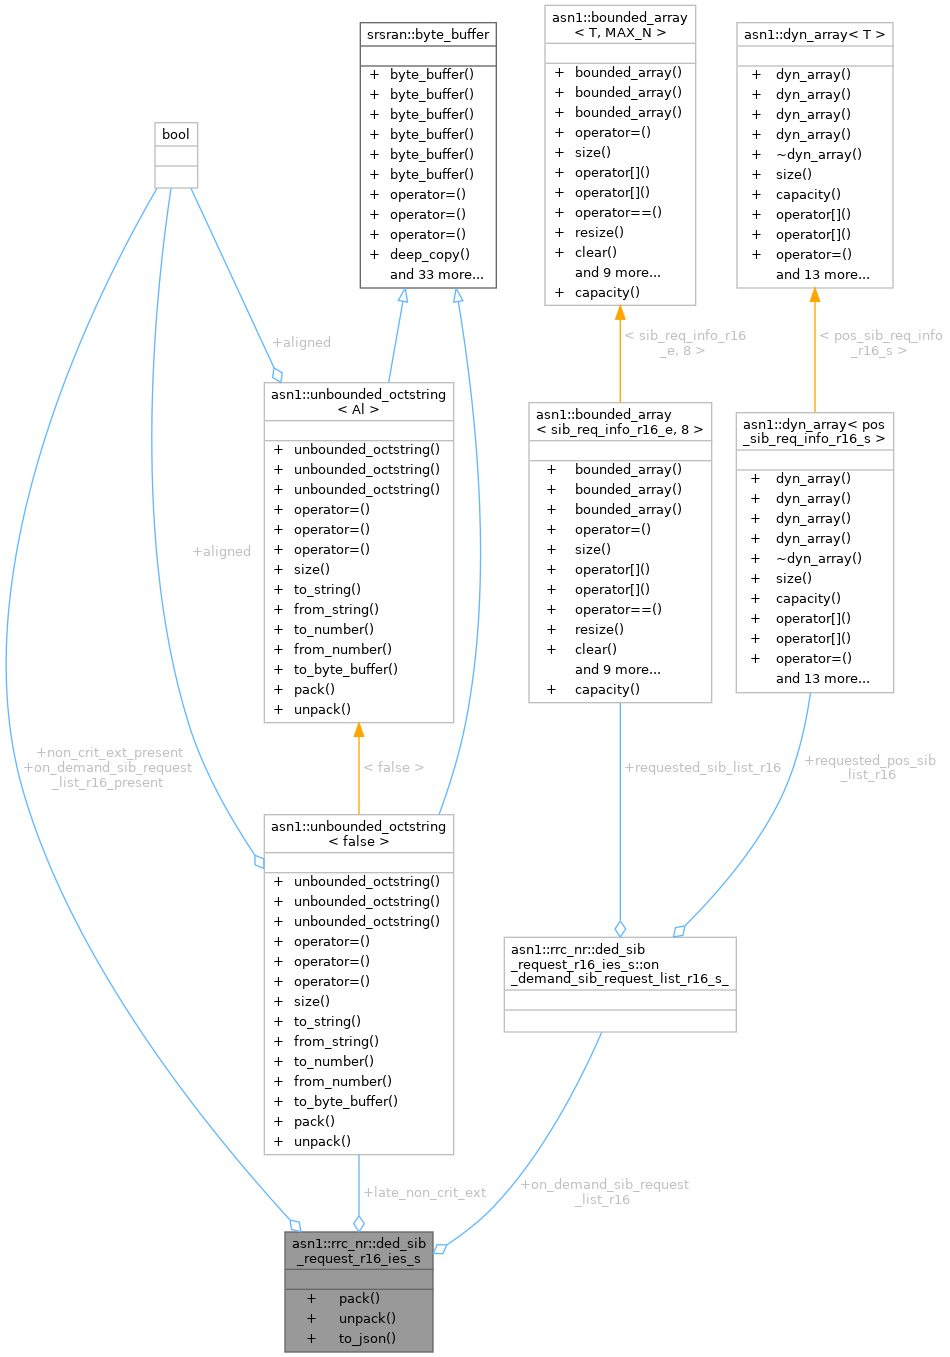 srsran::byte_buffer
+ byte_buffer()
+ byte_buffer()
+ byte_buffer()
+ byte_buffer()
+ byte_buffer()
+ byte_buffer()
+ operator=()
+ operator=()
+ operator=()
+ deep_copy()
and 33 more...
asn1::bounded_array
< T, MAX_N >
+ bounded_array()
+ bounded_array()
+ bounded_array()
+ operator=()
+ size()
+ operator[]()
+ operator[]()
+ operator==()
+ resize()
+ clear()
and 9 more...
+ capacity()
asn1::dyn_array< T >
+ dyn_array()
+ dyn_array()
+ dyn_array()
+ dyn_array()
+ ~dyn_array()
+ size()
+ capacity()
+ operator[]()
+ operator[]()
+ operator=()
and 13 more...
bool
+aligned
< sib_req_info_r16
_e, 8 >
< pos_sib_req_info
_r16_s >
asn1::unbounded_octstring
< Al >
+ unbounded_octstring()
+ unbounded_octstring()
+ unbounded_octstring()
+ operator=()
+ operator=()
+ operator=()
+ size()
+ to_string()
+ from_string()
+ to_number()
+ from_number()
+ to_byte_buffer()
+ pack()
+ unpack()
asn1::bounded_array
< sib_req_info_r16_e, 8 >
+ bounded_array()
+ bounded_array()
+ bounded_array()
+ operator=()
+ size()
+ operator[]()
+ operator[]()
+ operator==()
+ resize()
+ clear()
and 9 more...
+ capacity()
asn1::dyn_array< pos
_sib_req_info_r16_s >
+ dyn_array()
+ dyn_array()
+ dyn_array()
+ dyn_array()
+ ~dyn_array()
+ size()
+ capacity()
+ operator[]()
+ operator[]()
+ operator=()
and 13 more...
+aligned
+non_crit_ext_present
+on_demand_sib_request
_list_r16_present
< false >
+requested_sib_list_r16
+requested_pos_sib
_list_r16
asn1::unbounded_octstring
< false >
+ unbounded_octstring()
+ unbounded_octstring()
+ unbounded_octstring()
+ operator=()
+ operator=()
+ operator=()
+ size()
+ to_string()
+ from_string()
+ to_number()
+ from_number()
+ to_byte_buffer()
+ pack()
+ unpack()
asn1::rrc_nr::ded_sib
_request_r16_ies_s::on
_demand_sib_request_list_r16_s_
+late_non_crit_ext
+on_demand_sib_request
_list_r16
asn1::rrc_nr::ded_sib
_request_r16_ies_s
+ pack()
+ unpack()
+ to_json()